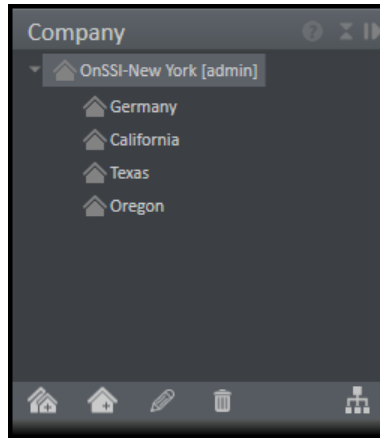 Company
OnSSI-New York [admin]
Germany
California
Texas
Oregon